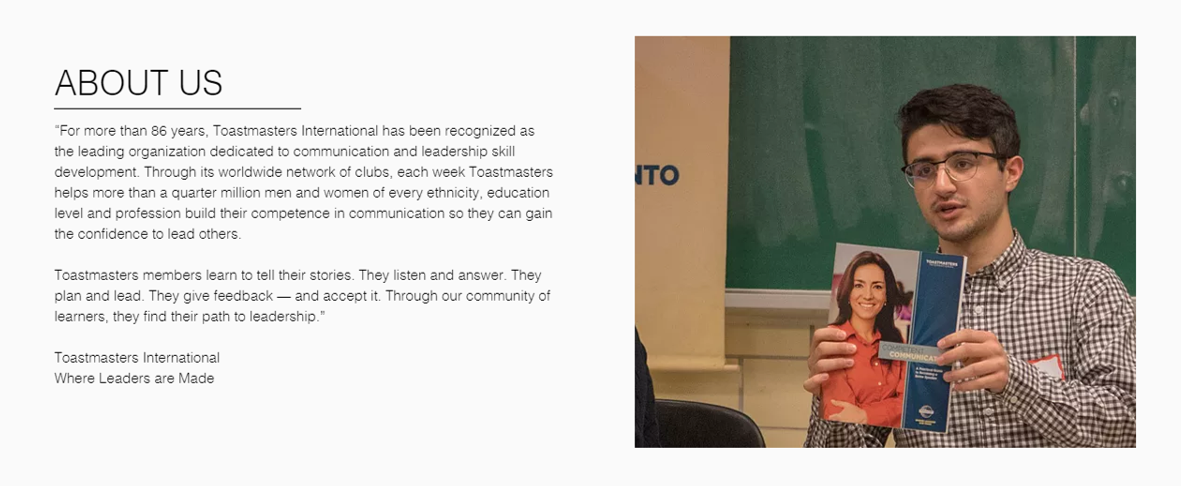 ABOUT US
“For more than 86 years, Toastmasters International has been recognized as
the leading organization dedicated to communication and leadership skill
development. Through its worldwide network of clubs, each week Toastmasters
helps more than a quarter million men and women of every ethnicity, education
level and profession build their competence in communication so they can gain
the confidence to lead others.
Toastmasters members learn to tell their stories. They listen and answer. They
plan and lead. They give feedback — and accept it. Through our community of
learners, they find their path to leadership.”
Toastmasters International
Where Leaders are Made
NTO
TOASTMASTERS
COMMUNICAT